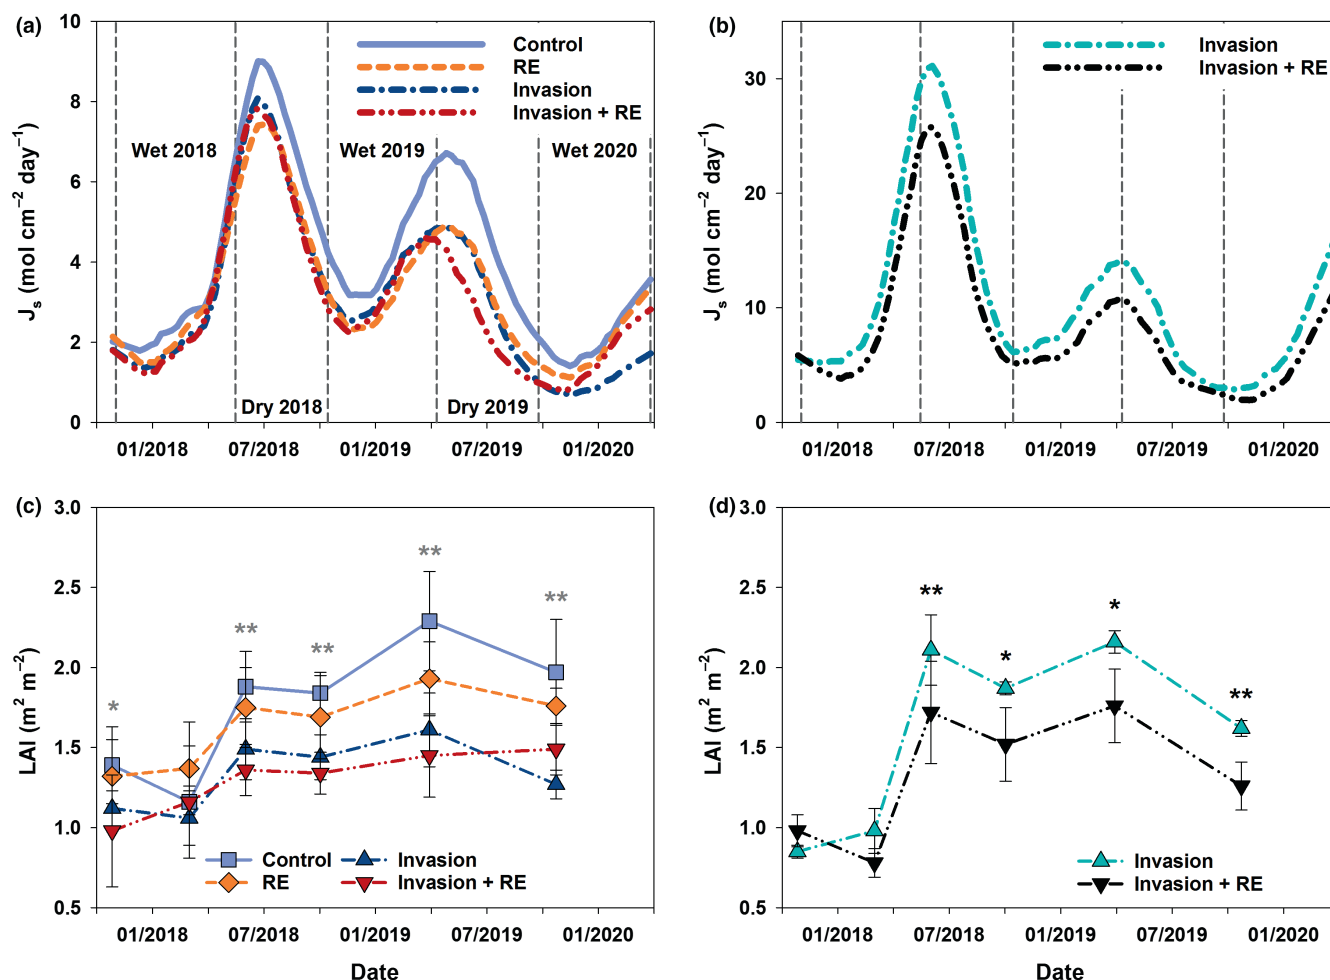 (a)
10
8
6
4
2
0
Js (mol cm−2 day−1)
Control
RE
Invasion
Invasion + RE
Wet 2018
Wet 2019
Wet 2020
Dry 2018
Dry 2019
01/2018 07/2018 01/2019 07/2019 01/2020
(b)
30
20
10
0
Js (mol cm−2 day−1)
Invasion
Invasion + RE
01/2018 07/2018 01/2019 07/2019 01/2020
(c)
3.0
2.5
2.0
1.5
1.0
0.5
LAI (m2 m−2)
*
**
**
**
**
Control
Invasion
RE
Invasion + RE
01/2018 07/2018 01/2019 07/2019 01/2020
Date
(d)
3.0
2.5
2.0
1.5
1.0
0.5
LAI (m2 m−2)
**
*
*
**
Invasion
Invasion + RE
01/2018 07/2018 01/2019 07/2019 01/2020
Date